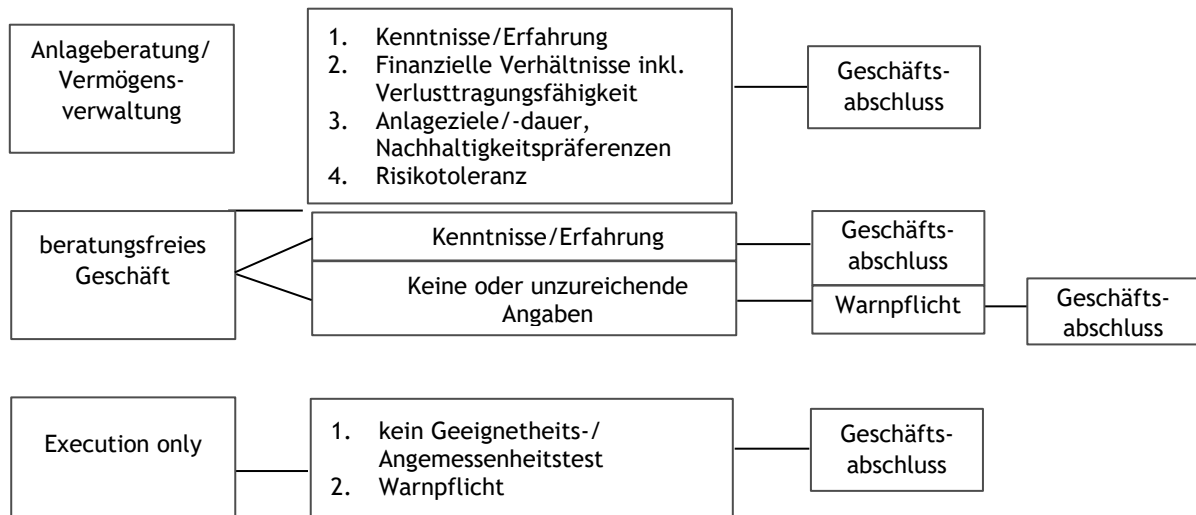 Anlageberatung/
Vermögens-
verwaltung
1. Kenntnisse/Erfahrung
2. Finanzielle Verhältnisse inkl.
Verlusttragungsfähigkeit
3. Anlageziele/-dauer,
Nachhaltigkeitspräferenzen
4. Risikotoleranz
Geschäfts-
abschluss
beratungsfreies
Geschäft
Kenntnisse/Erfahrung
Geschäfts-
abschluss
Keine oder unzureichende
Angaben
Warnpflicht
Geschäfts-
abschluss
Execution only
1. kein Geeignetheits-/
Angemessenheitstest
2. Warnpflicht
Geschäfts-
abschluss